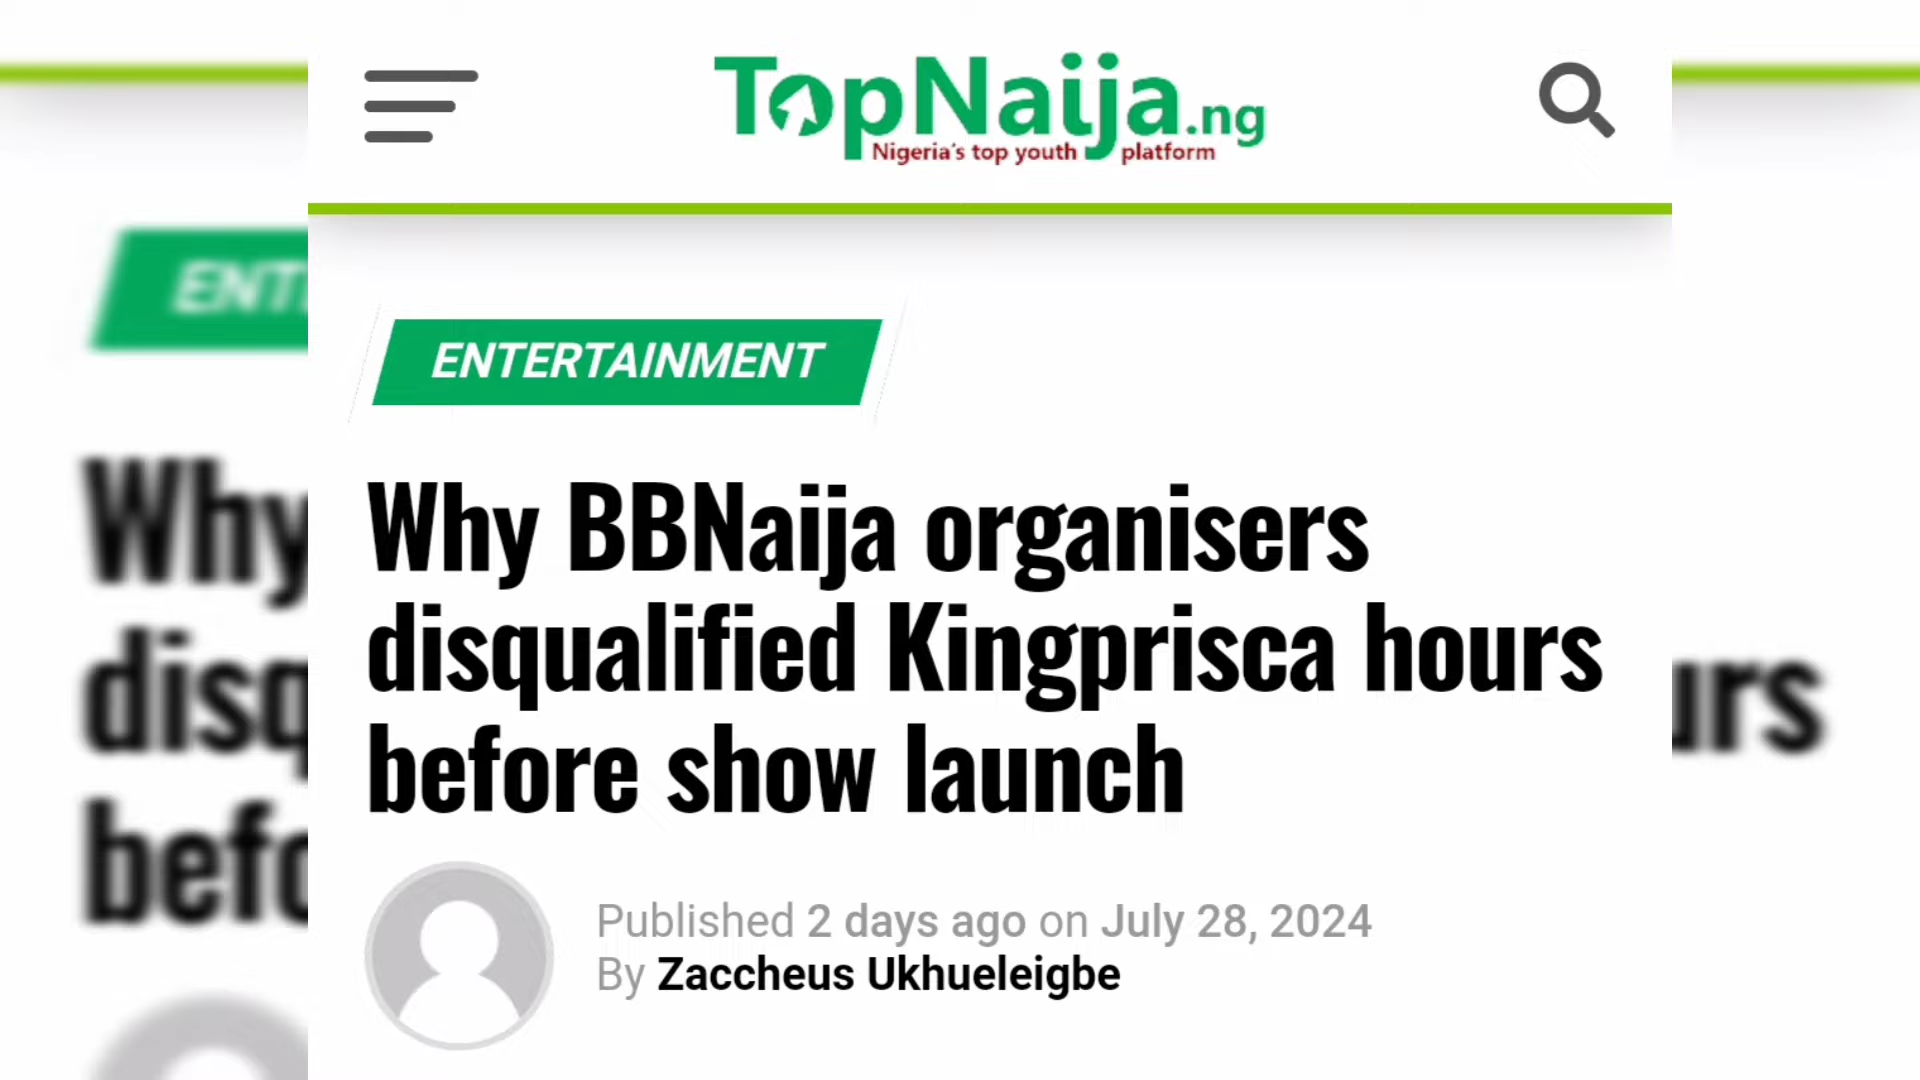 TopNaija.ng
Nigeria's top youth platform
ENTERTAINMENT
Why BBNaija organisers
disqualified Kingprisca hours
before show launch
Published 2 days ago on July 28, 2024
By Zaccheus Ukhueleigbe